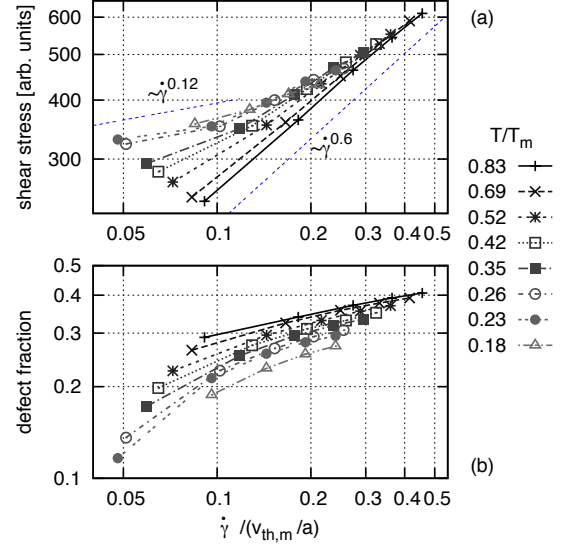 600
500
400
300
shear stress [arb. units]
(a)
~γ̇^0.12
~γ̇^0.6
0.05 0.1 0.2 0.3 0.4 0.5
T/T_m
0.83
0.69
0.52
0.42
0.35
0.26
0.23
0.18
0.5
0.4
0.3
0.2
0.1
defect fraction
(b)
0.05 0.1 0.2 0.3 0.4 0.5
γ̇ /(v_th,m /a)